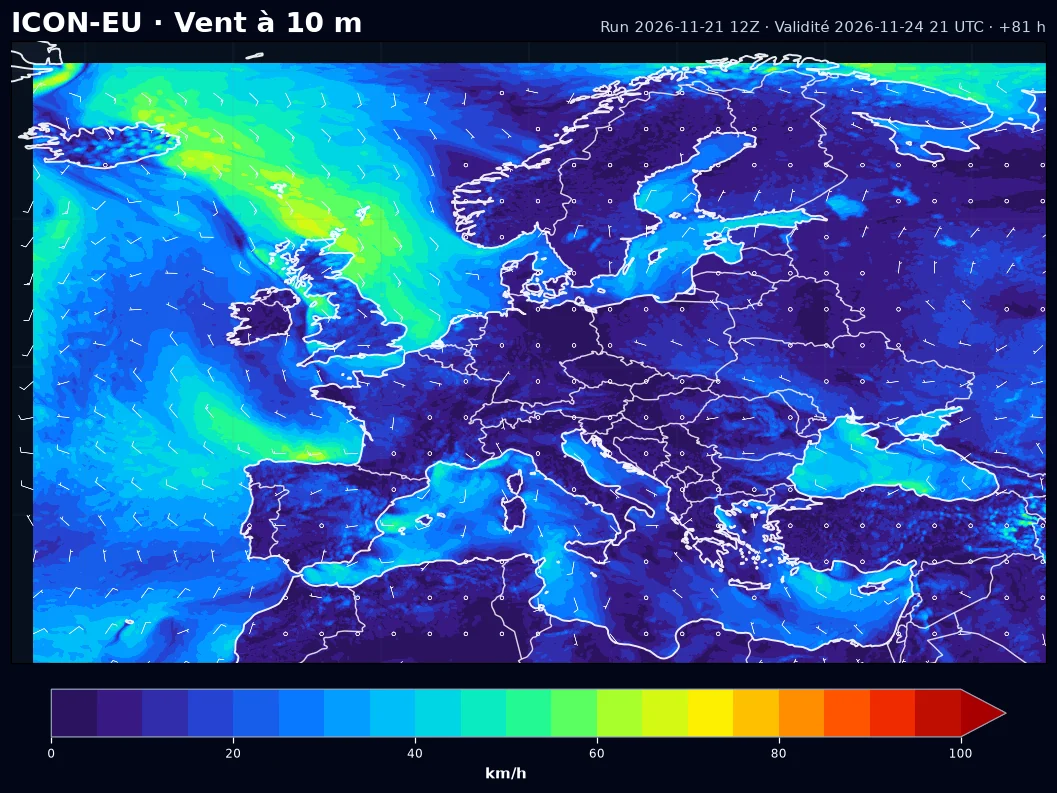 ICON-EU · Vent à 10 m
Run 2026-11-21 12Z · Validité 2026-11-24 21 UTC · +81 h
0 20 40 60 80 100
km/h